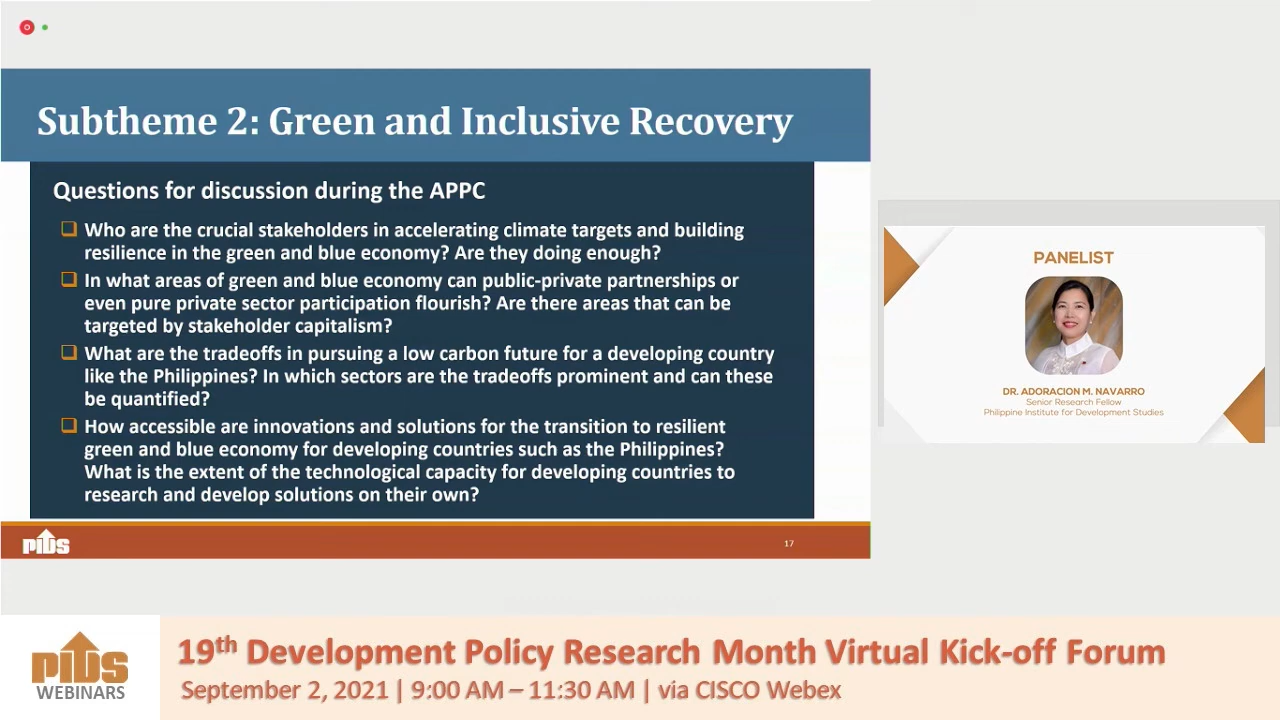 Subtheme 2: Green and Inclusive Recovery
Questions for discussion during the APPC
Who are the crucial stakeholders in accelerating climate targets and building
resilience in the green and blue economy? Are they doing enough?
In what areas of green and blue economy can public-private partnerships or
even pure private sector participation flourish? Are there areas that can be
targeted by stakeholder capitalism?
What are the tradeoffs in pursuing a low carbon future for a developing country
like the Philippines? In which sectors are the tradeoffs prominent and can these
be quantified?
How accessible are innovations and solutions for the transition to resilient
green and blue economy for developing countries such as the Philippines?
What is the extent of the technological capacity for developing countries to
research and develop solutions on their own?
PIDS
17
PANELIST
DR. ADORACION M. NAVARRO
Senior Research Fellow
Philippine Institute for Development Studies
PIDS
WEBINARS
19th Development Policy Research Month Virtual Kick-off Forum
September 2, 2021 | 9:00 AM – 11:30 AM | via CISCO Webex